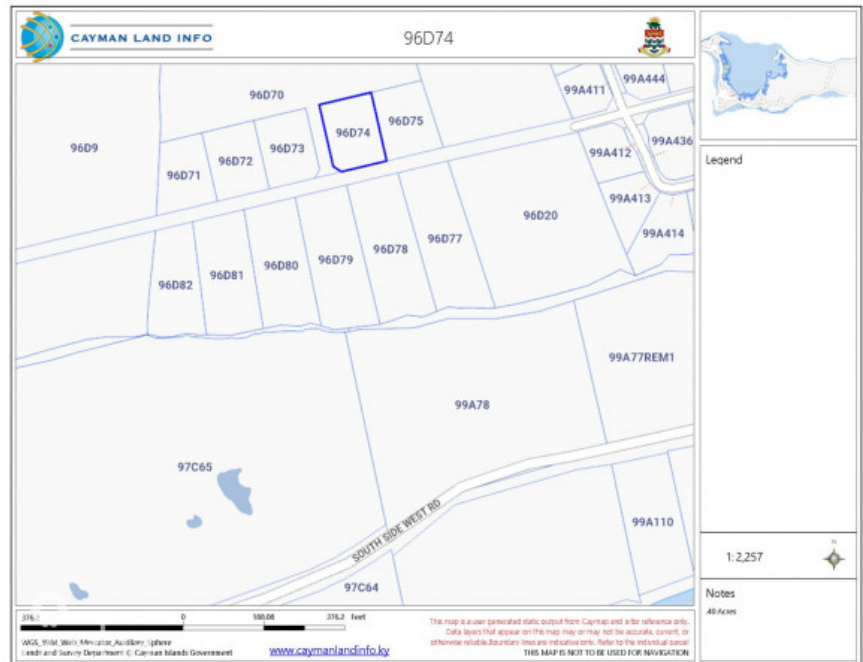 CAYMAN LAND INFO
96D74
96D70
99A444
99A411
96D9
96D74
96D75
96D73
99A436
96D72
99A412
96D71
99A413
96D20
99A414
96D77
96D78
96D79
96D80
96D81
96D82
99A77REM1
99A78
97C65
99A110
SOUTH SIDE WEST RD
97C64
Legend
1: 2,257
N
Notes
.40 Acres
376.2
0
188.08
376.2 Feet
WGS_1984_Web_Mercator_Auxiliary_Sphere
Lands and Survey Department © Cayman Islands Government
www.caymanlandinfo.ky
This map is a user generated static output from Caymap and is for reference only.
Data layers that appear on this map may or may not be accurate, current, or
otherwise reliable. Boundary lines are indicative only. Refer to the individual parcel
THIS MAP IS NOT TO BE USED FOR NAVIGATION